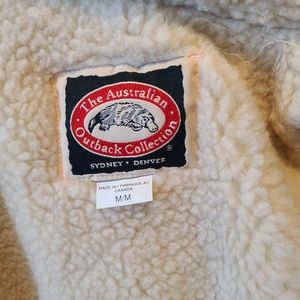 The Australian
Outback Collection
®
SYDNEY • DENVER
MADE IN / FABRIQUÉ AU
CANADA
M/M